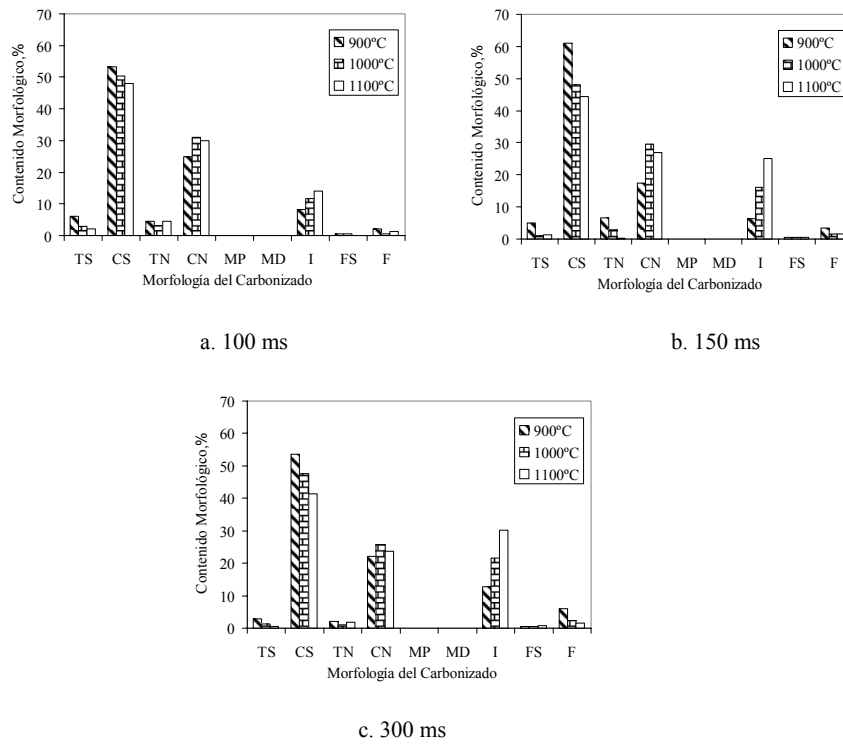 Contenido Morfológico,%
70
60
50
40
30
20
10
0
900ºC
1000ºC
1100ºC
TS CS TN CN MP MD I FS F
Morfología del Carbonizado
a. 100 ms
Contenido Morfológico,%
70
60
50
40
30
20
10
0
900ºC
1000ºC
1100ºC
TS CS TN CN MP MD I FS F
Morfología del Carbonizado
b. 150 ms
Contenido Morfológico,%
70
60
50
40
30
20
10
0
900ºC
1000ºC
1100ºC
TS CS TN CN MP MD I FS F
Morfología del Carbonizado
c. 300 ms